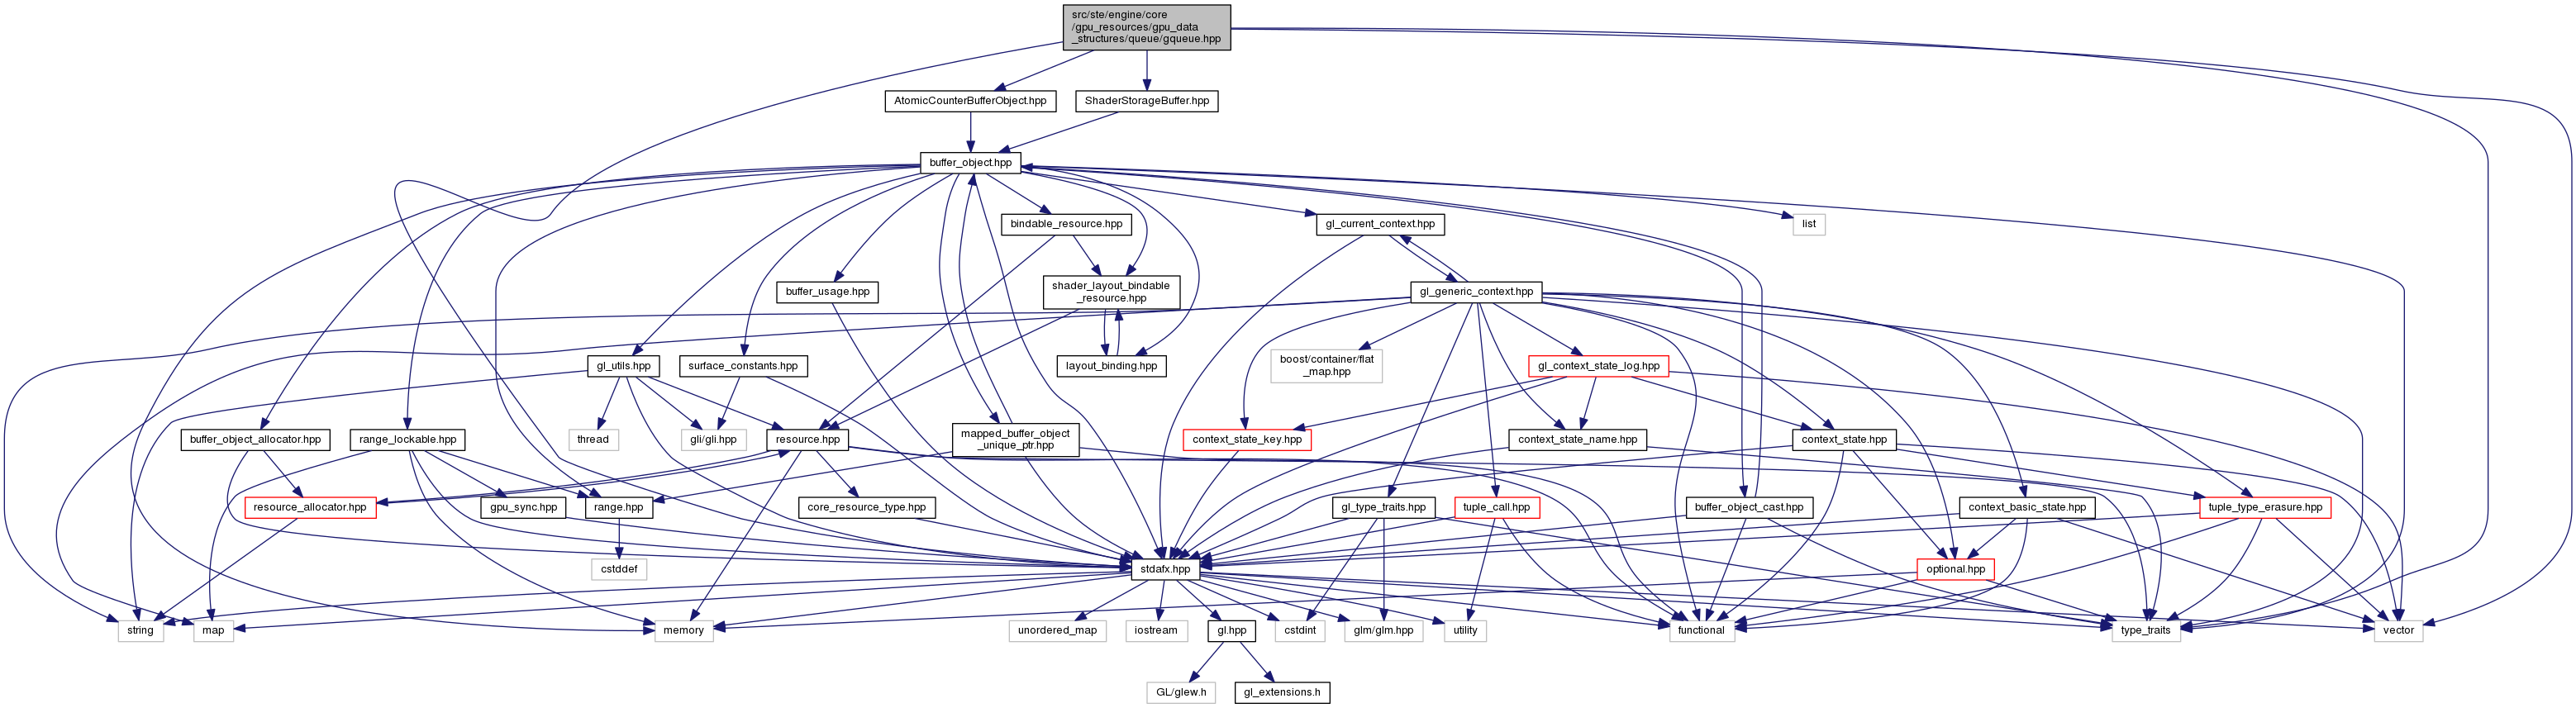 src/ste/engine/core
/gpu_resources/gpu_data
_structures/queue/gqueue.hpp
AtomicCounterBufferObject.hpp
ShaderStorageBuffer.hpp
buffer_object.hpp
bindable_resource.hpp
gl_current_context.hpp
list
buffer_usage.hpp
shader_layout_bindable
_resource.hpp
gl_generic_context.hpp
gl_utils.hpp
surface_constants.hpp
layout_binding.hpp
boost/container/flat
_map.hpp
gl_context_state_log.hpp
buffer_object_allocator.hpp
range_lockable.hpp
thread
gli/gli.hpp
resource.hpp
mapped_buffer_object
_unique_ptr.hpp
context_state_key.hpp
context_state_name.hpp
context_state.hpp
resource_allocator.hpp
gpu_sync.hpp
range.hpp
core_resource_type.hpp
gl_type_traits.hpp
tuple_call.hpp
buffer_object_cast.hpp
context_basic_state.hpp
tuple_type_erasure.hpp
cstddef
stdafx.hpp
optional.hpp
string
map
memory
unordered_map
iostream
gl.hpp
cstdint
glm/glm.hpp
utility
functional
type_traits
vector
GL/glew.h
gl_extensions.h